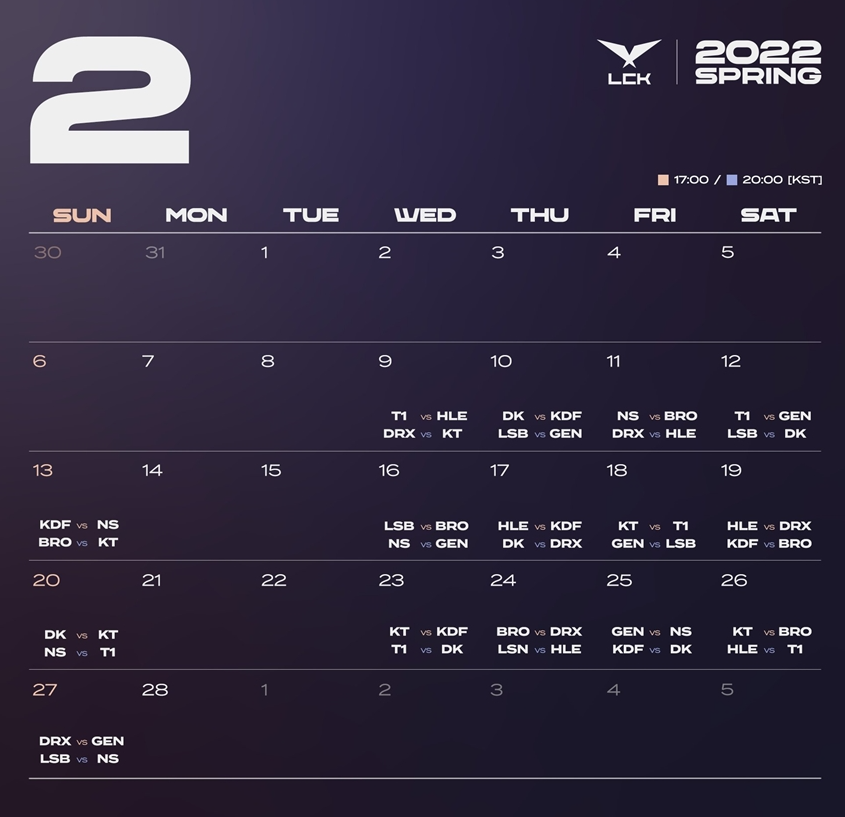 2
LCK
2022
SPRING
17:00 / 20:00 [KST]
SUN MON TUE WED THU FRI SAT
30 31 1 2 3 4 5
6 7 8 9 10 11 12
T1 vs HLE DK vs KDF NS vs BRO T1 vs GEN
DRX vs KT LSB vs GEN DRX vs HLE LSB vs DK
13 14 15 16 17 18 19
KDF vs NS LSB vs BRO HLE vs KDF KT vs T1 HLE vs DRX
BRO vs KT NS vs GEN DK vs DRX GEN vs LSB KDF vs BRO
20 21 22 23 24 25 26
DK vs KT KT vs KDF BRO vs DRX GEN vs NS KT vs BRO
NS vs T1 T1 vs DK LSN vs HLE KDF vs DK HLE vs T1
27 28 1 2 3 4 5
DRX vs GEN
LSB vs NS